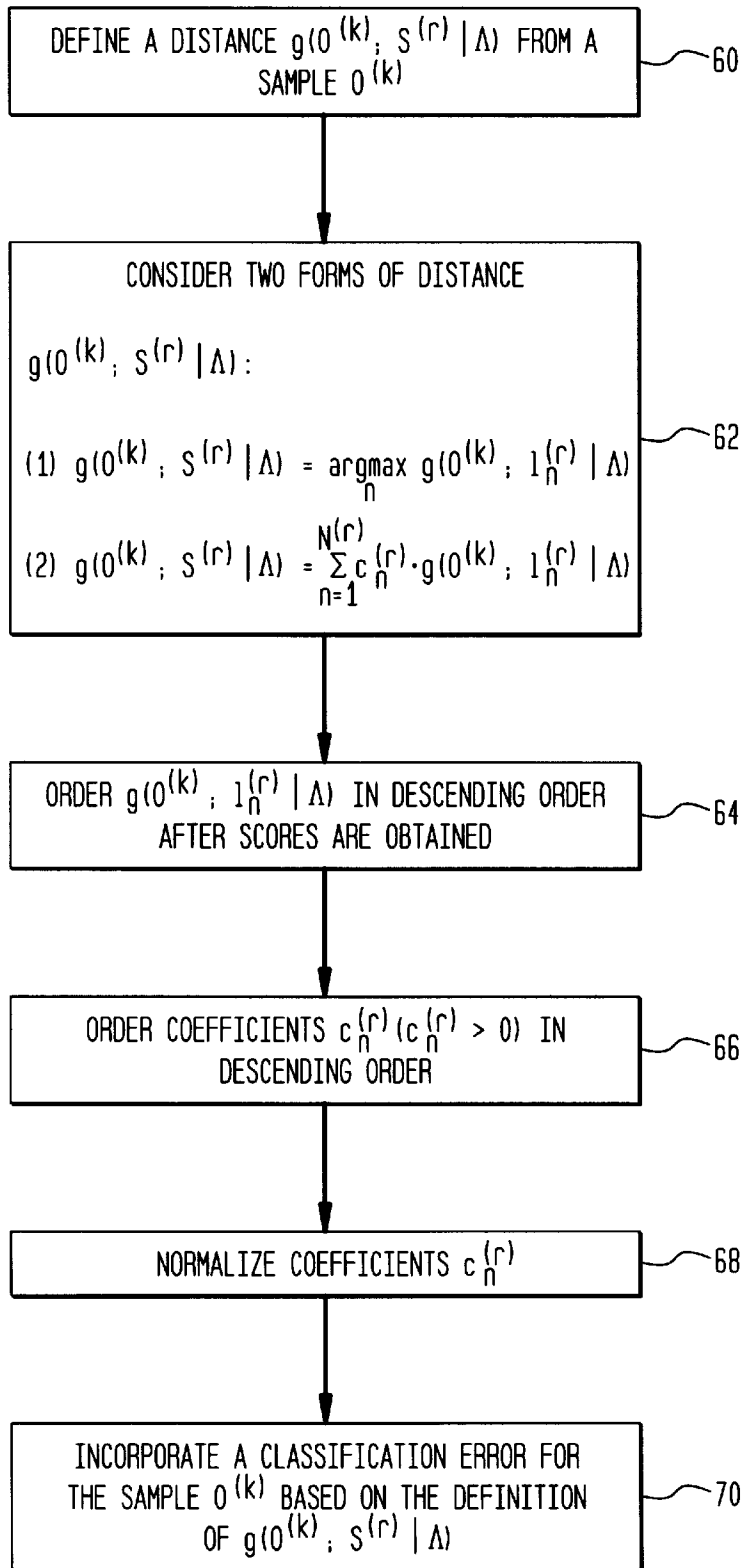 DEFINE A DISTANCE g(O^(k); S^(r) | Λ) FROM A
SAMPLE O^(k)
60
CONSIDER TWO FORMS OF DISTANCE
g(O^(k); S^(r) | Λ):
(1) g(O^(k); S^(r) | Λ) = argmax_n g(O^(k); l_n^(r) | Λ)
(2) g(O^(k); S^(r) | Λ) = Σ_{n=1}^{N^(r)} c_n^(r) · g(O^(k); l_n^(r) | Λ)
62
ORDER g(O^(k); l_n^(r) | Λ) IN DESCENDING ORDER
AFTER SCORES ARE OBTAINED
64
ORDER COEFFICIENTS c_n^(r) (c_n^(r) > 0) IN
DESCENDING ORDER
66
NORMALIZE COEFFICIENTS c_n^(r)
68
INCORPORATE A CLASSIFICATION ERROR FOR
THE SAMPLE O^(k) BASED ON THE DEFINITION
OF g(O^(k); S^(r) | Λ)
70